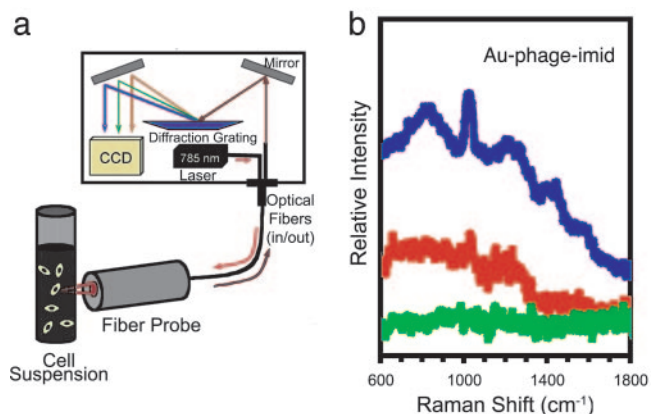 a
Mirror
Diffraction Grating
CCD
785 nm
Laser
Optical
Fibers
(in/out)
Fiber Probe
Cell
Suspension
b
Au-phage-imid
Relative Intensity
600
1000
1400
1800
Raman Shift (cm⁻¹)